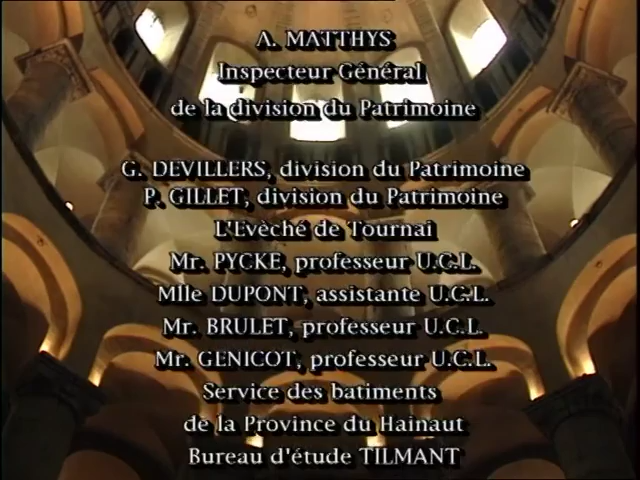 A. MATTHYS
Inspecteur Général
de la division du Patrimoine
G. DEVILLERS, division du Patrimoine
P. GILLET, division du Patrimoine
L'Evèché de Tournai
Mr. PYCKE, professeur U.C.L.
Mlle DUPONT, assistante U.C.L.
Mr. BRULET, professeur U.C.L.
Mr. GENICOT, professeur U.C.L.
Service des batiments
de la Province du Hainaut
Bureau d'étude TILMANT